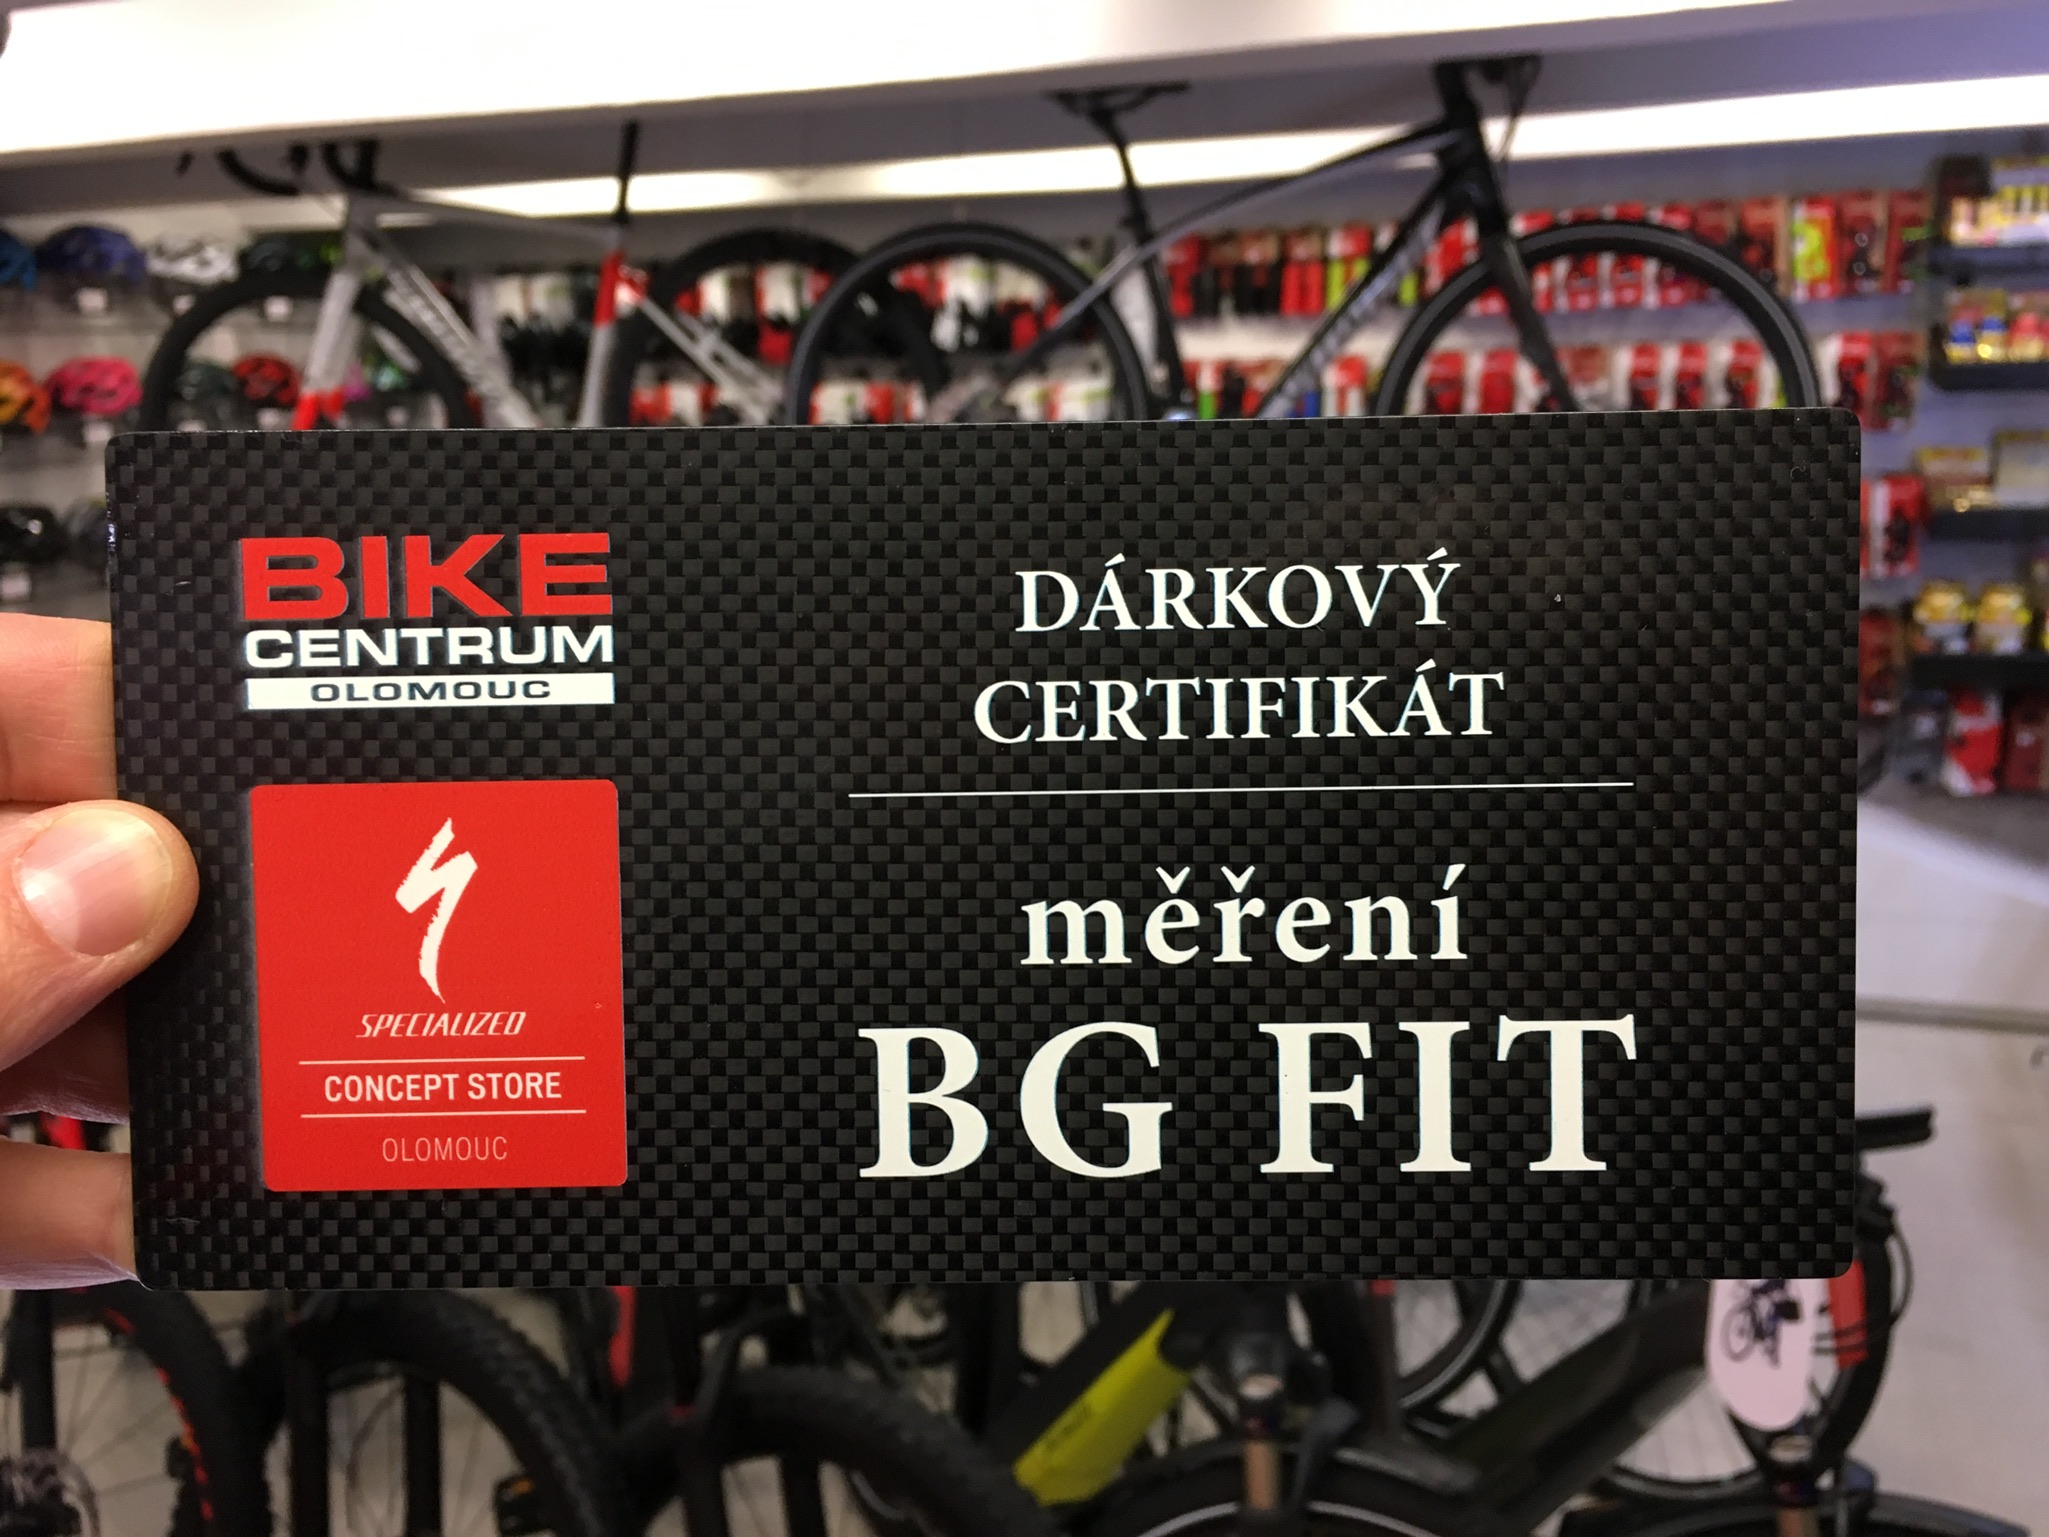 BIKE
CENTRUM
OLOMOUC
SPECIALIZED
CONCEPT STORE
OLOMOUC
DÁRKOVÝ
CERTIFIKÁT
měření
BG FIT